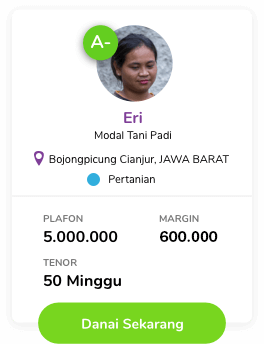 A-
Eri
Modal Tani Padi
Bojongpicung Cianjur, JAWA BARAT
Pertanian
PLAFON MARGIN
5.000.000 600.000
TENOR
50 Minggu
Danai Sekarang